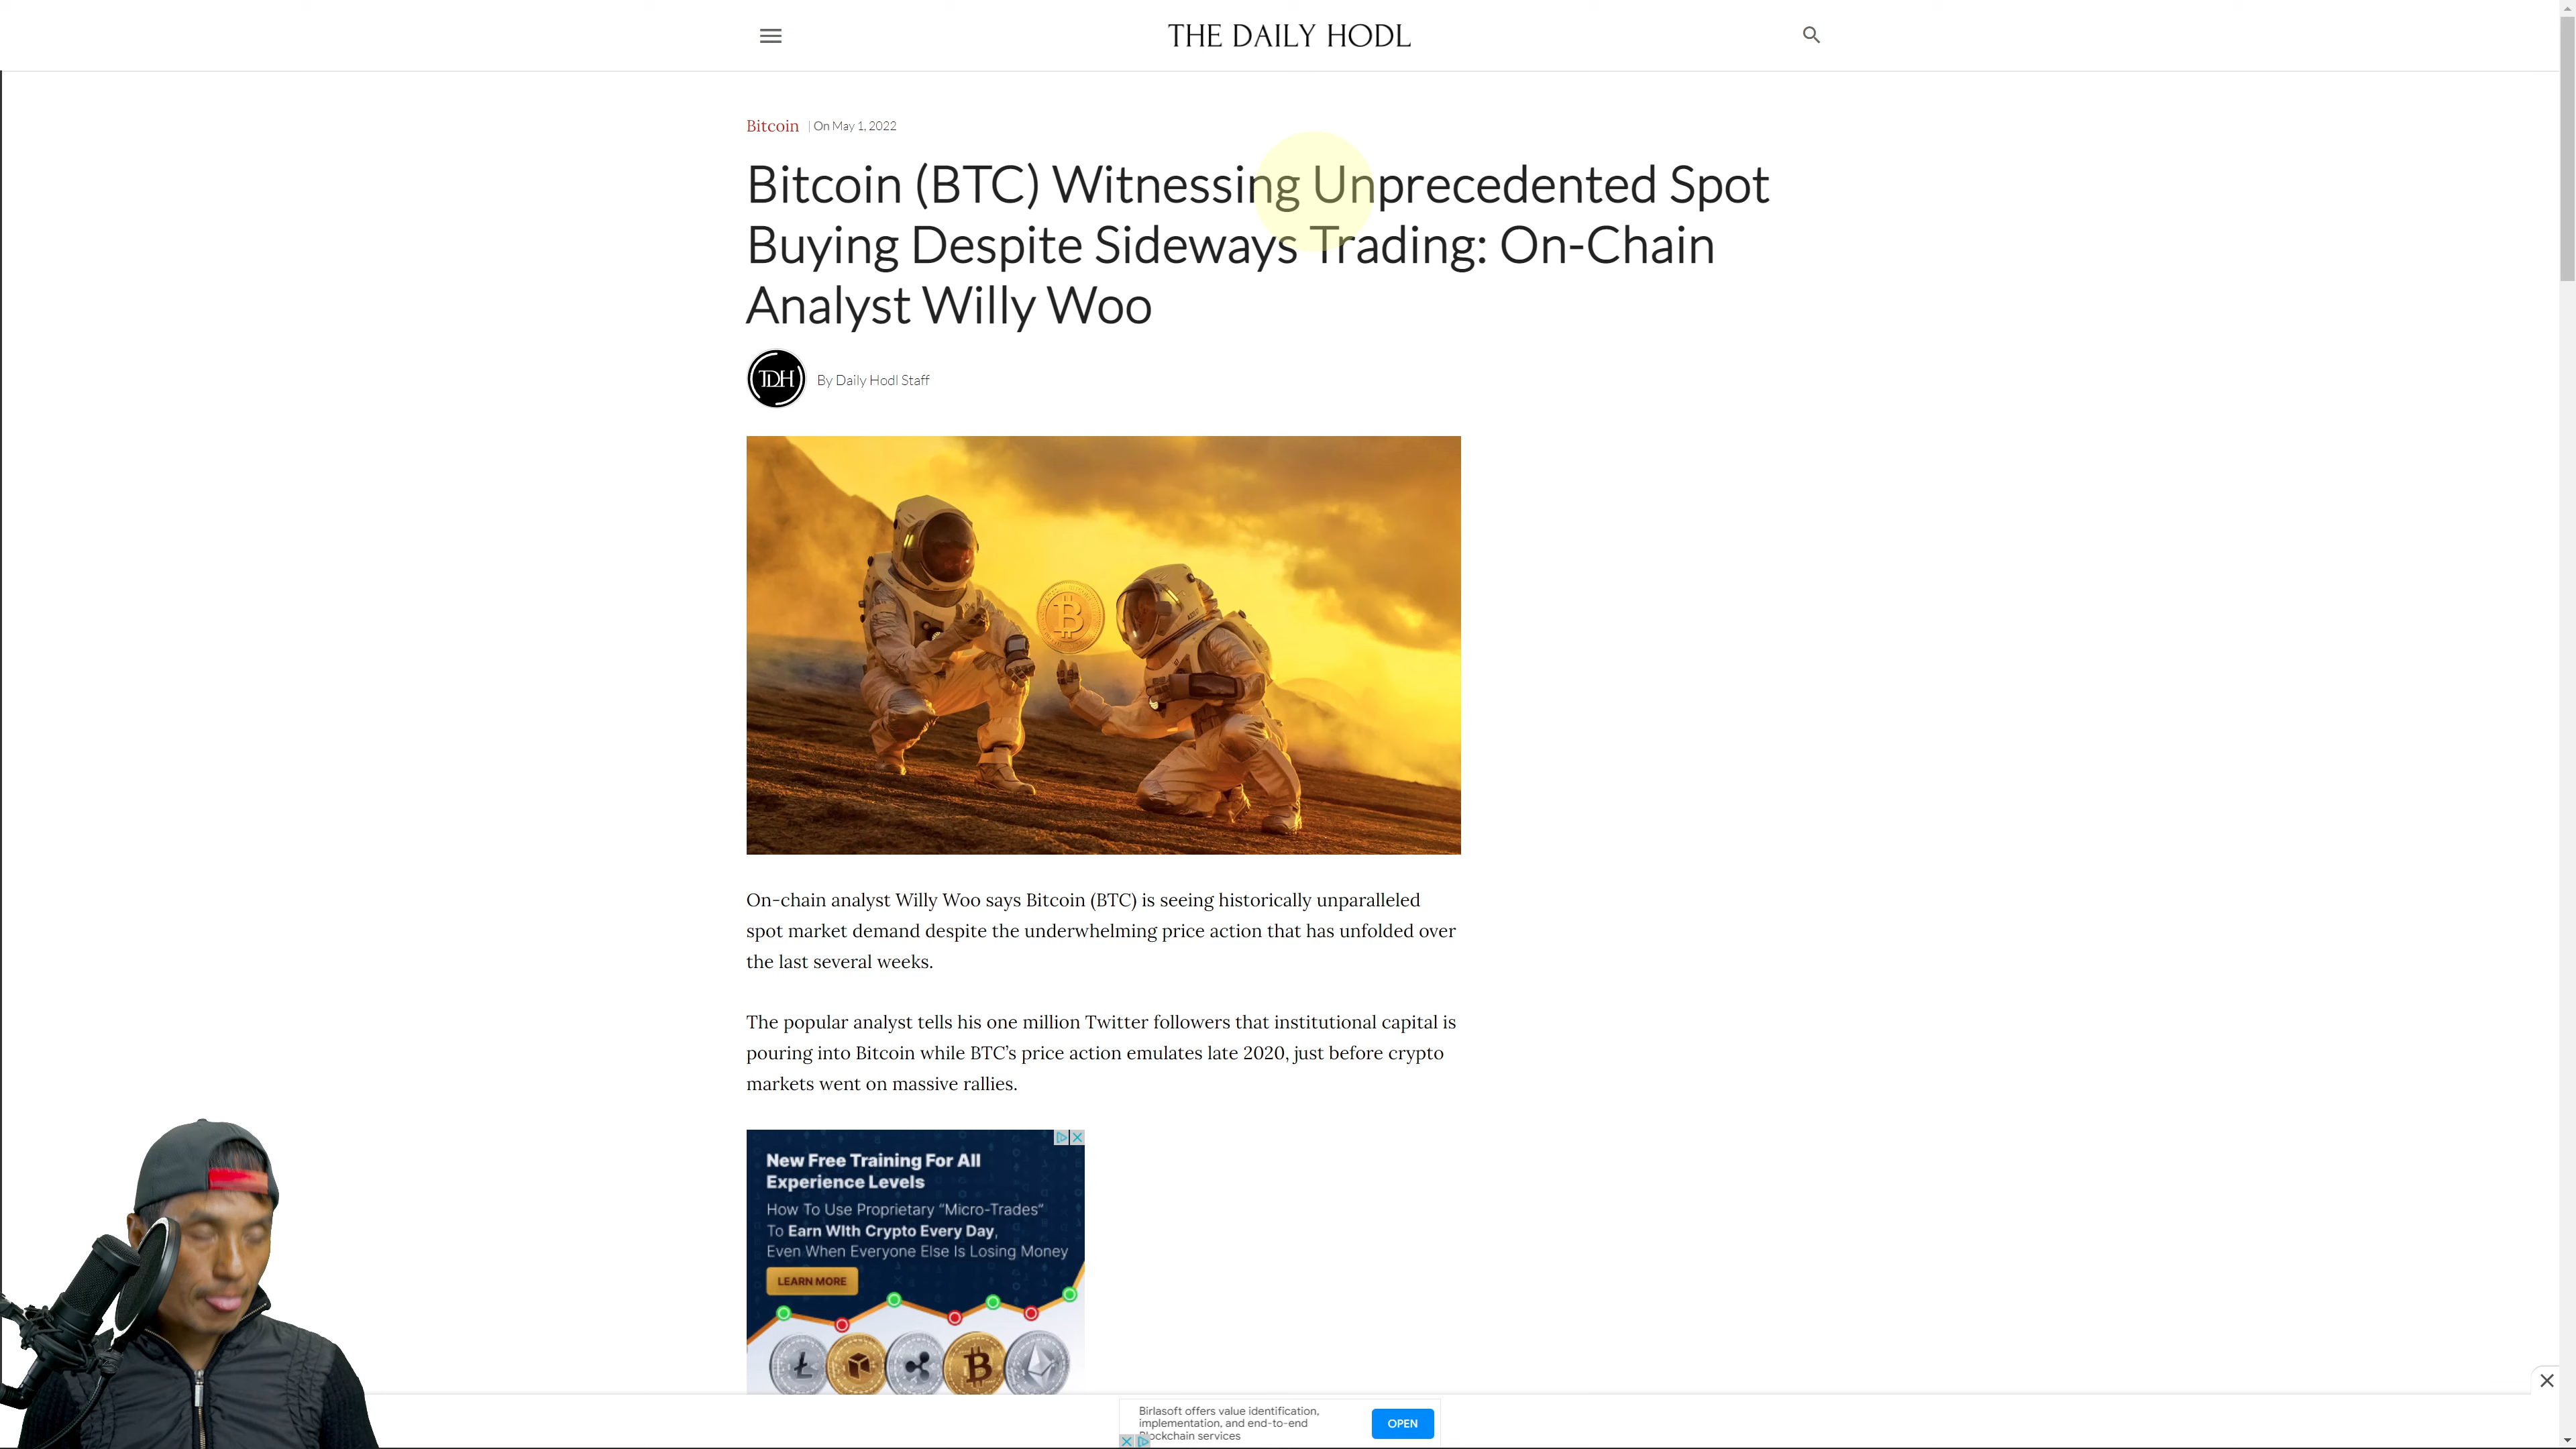 THE DAILY HODL
Bitcoin | On May 1, 2022
Bitcoin (BTC) Witnessing Unprecedented Spot
Buying Despite Sideways Trading: On-Chain
Analyst Willy Woo
TDH
By Daily Hodl Staff
On-chain analyst Willy Woo says Bitcoin (BTC) is seeing historically unparalleled
spot market demand despite the underwhelming price action that has unfolded over
the last several weeks.
The popular analyst tells his one million Twitter followers that institutional capital is
pouring into Bitcoin while BTC’s price action emulates late 2020, just before crypto
markets went on massive rallies.
New Free Training For All
Experience Levels
How To Use Proprietary “Micro-Trades”
To Earn WIth Crypto Every Day,
Even When Everyone Else Is Losing Money
LEARN MORE
Birlasoft offers value identification,
implementation, and end-to-end
Blockchain services
OPEN